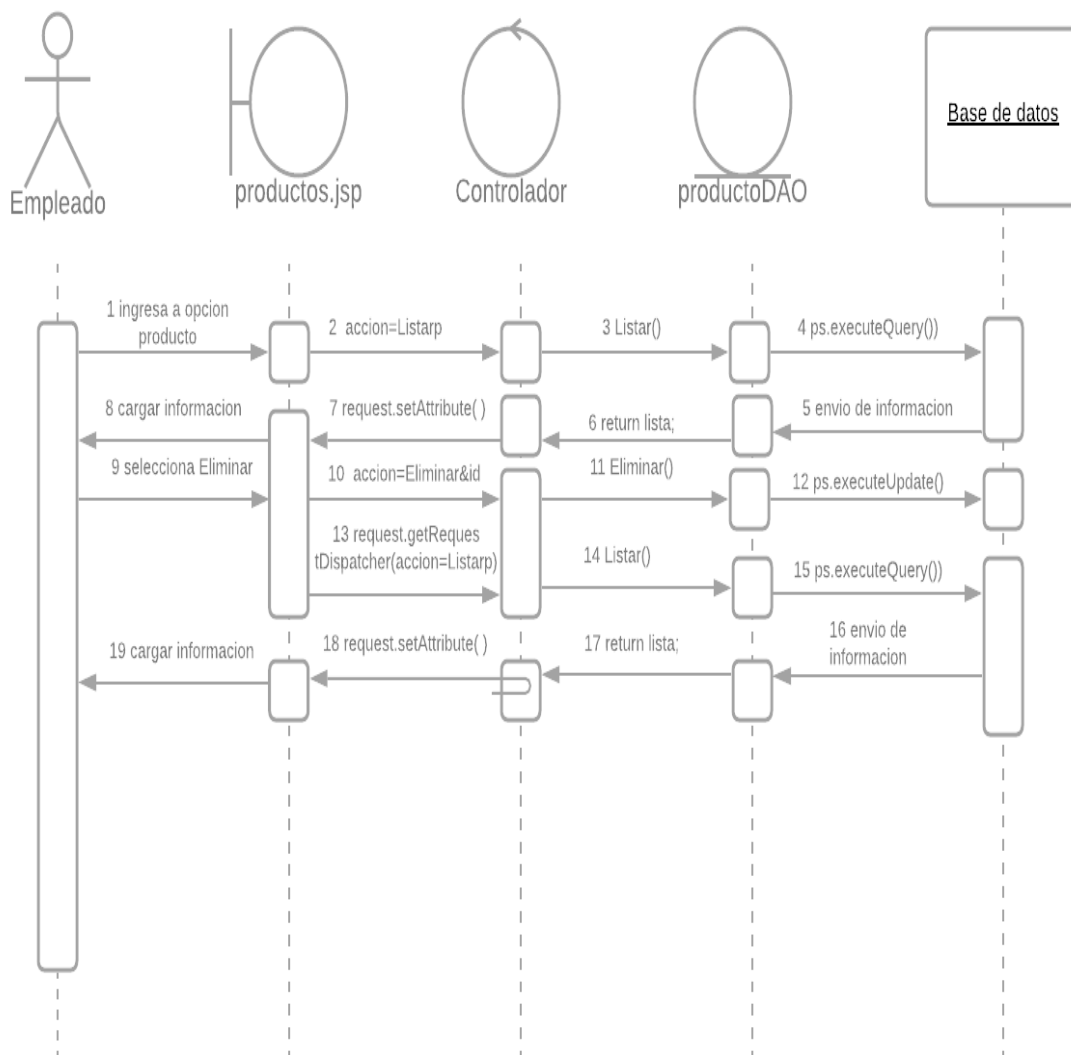 Base de datos
Empleado
productos.jsp
Controlador
productoDAO
1 ingresa a opcion
producto
2 accion=Listarp
3 Listar()
4 ps.executeQuery())
8 cargar informacion
7 request.setAttribute( )
6 return lista;
5 envio de informacion
9 selecciona Eliminar
10 accion=Eliminar&id
11 Eliminar()
12 ps.executeUpdate()
13 request.getReques
tDispatcher(accion=Listarp)
14 Listar()
15 ps.executeQuery())
19 cargar informacion
18 request.setAttribute( )
17 return lista;
16 envio de
informacion